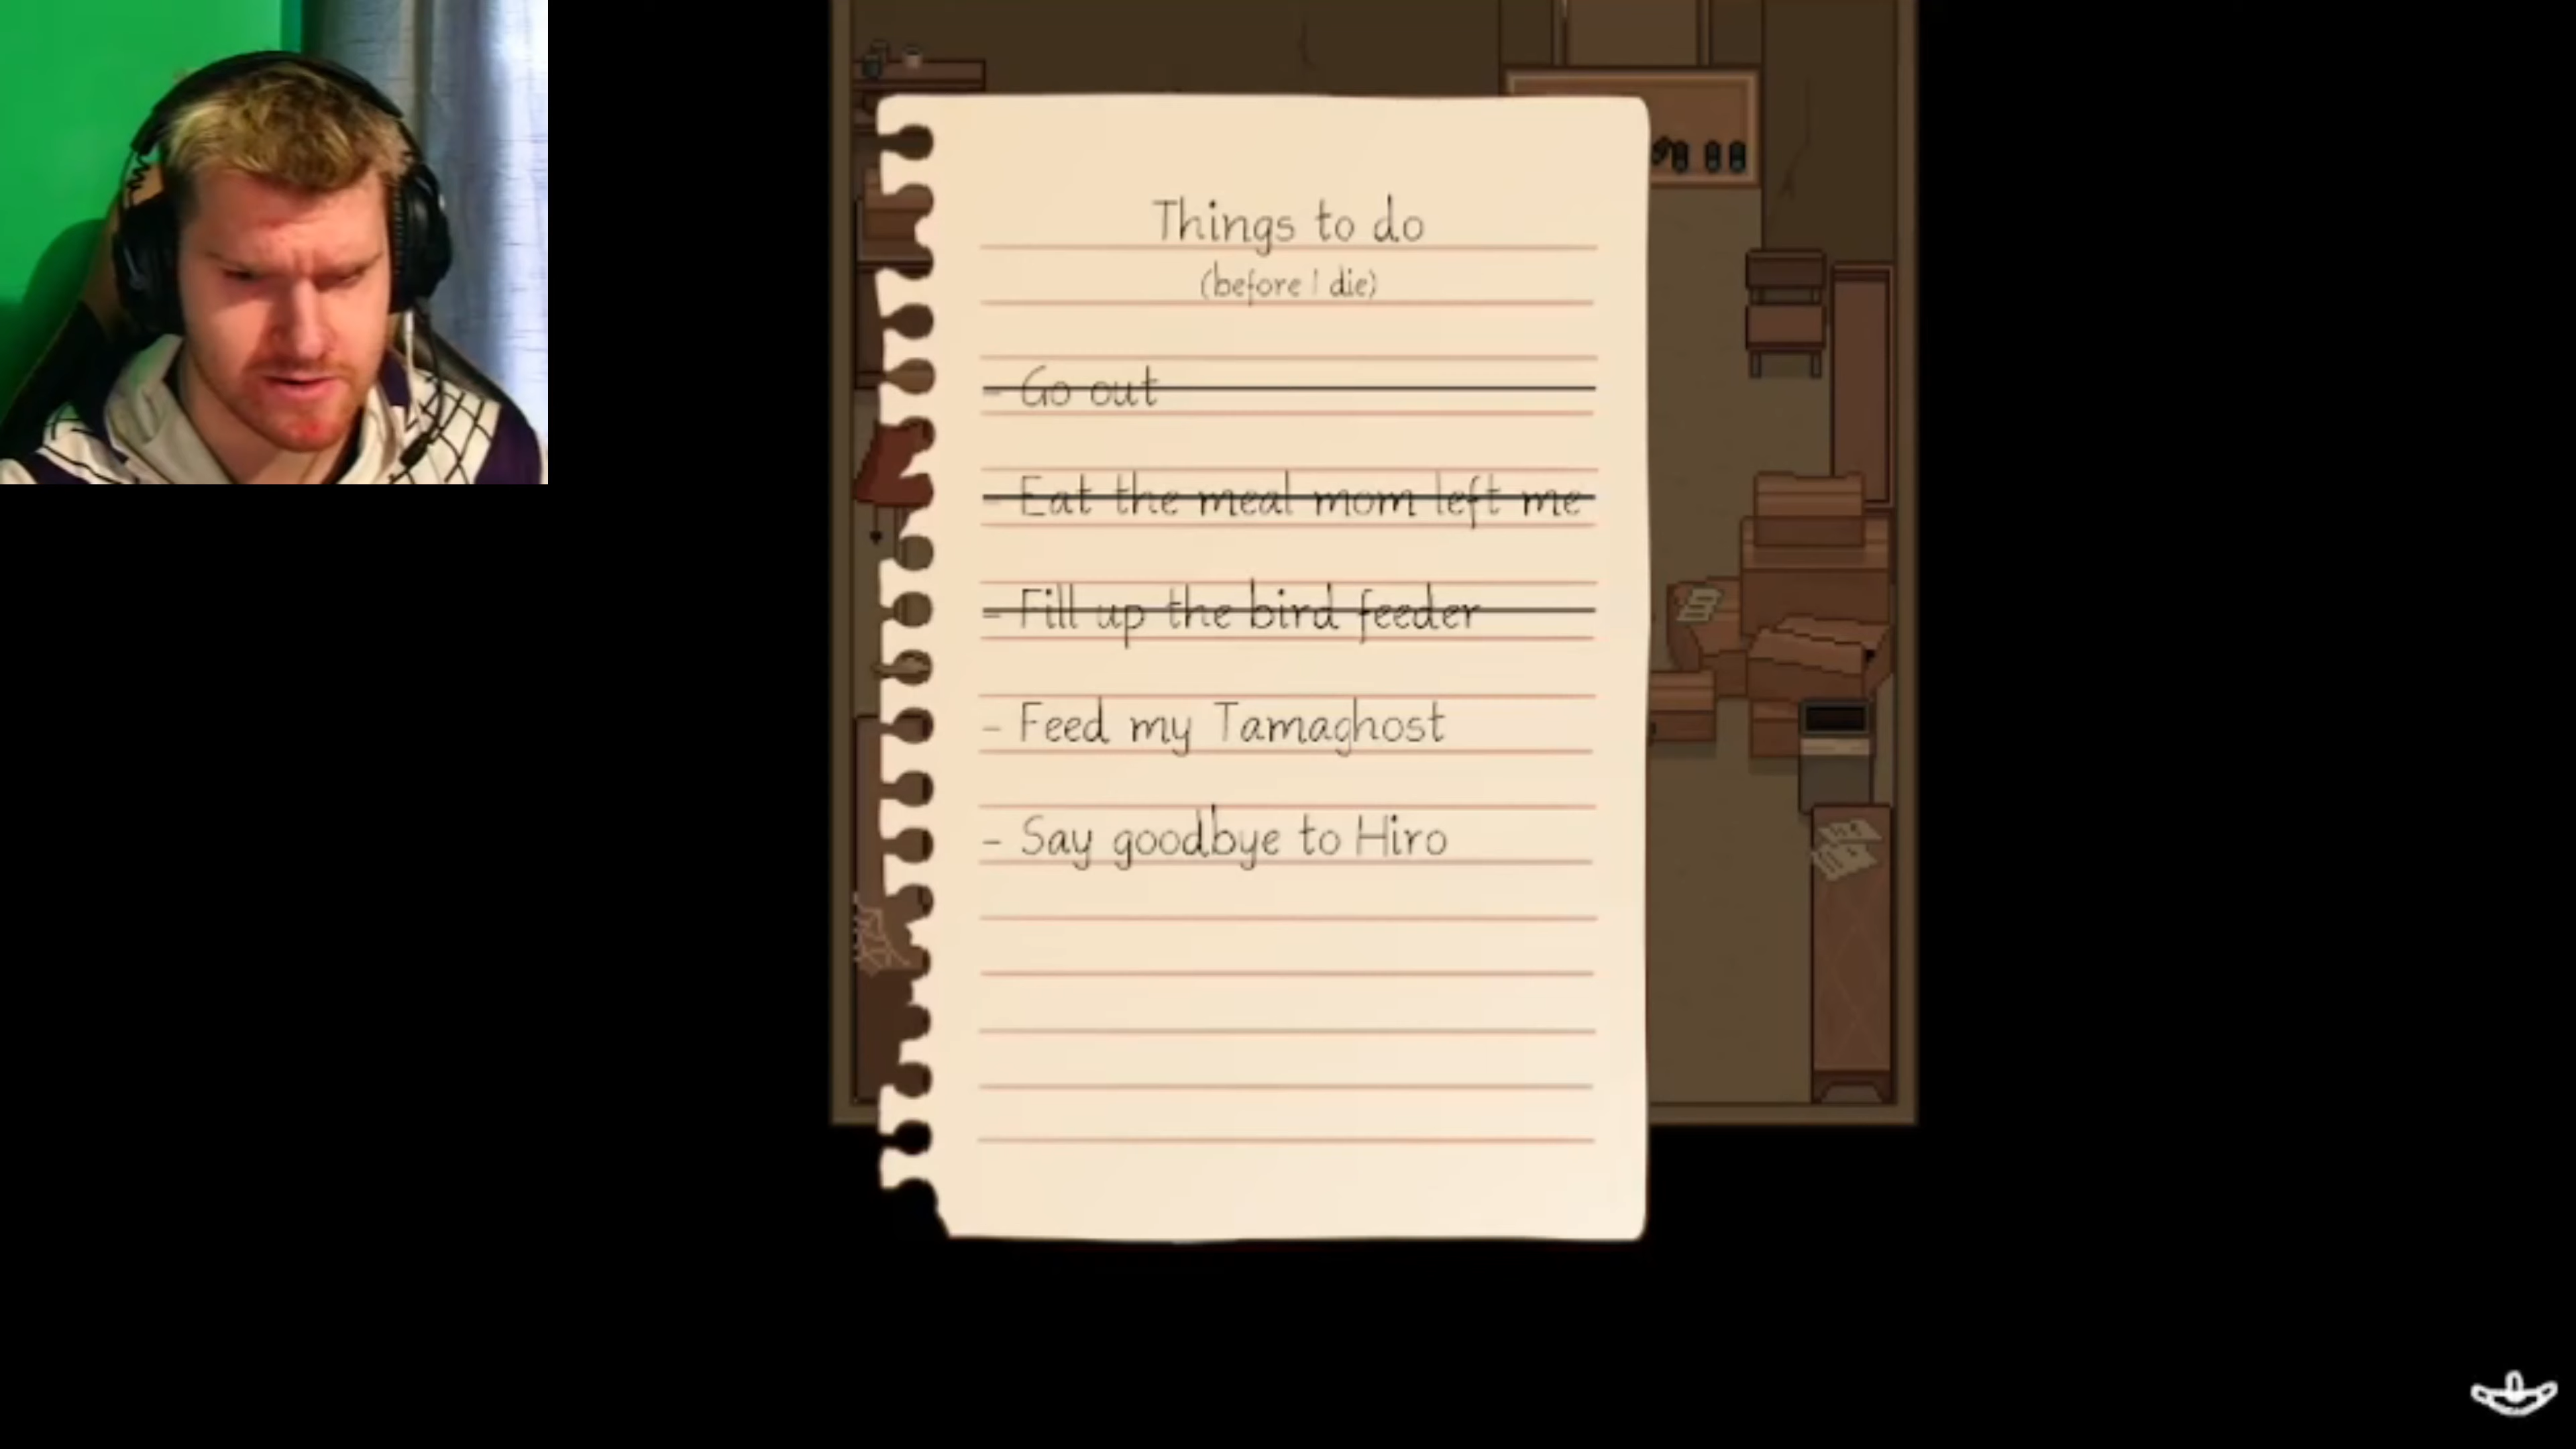 Things to do
(before I die)
- Go out
- Eat the meal mom left me
- Fill up the bird feeder
- Feed my Tamaghost
- Say goodbye to Hiro